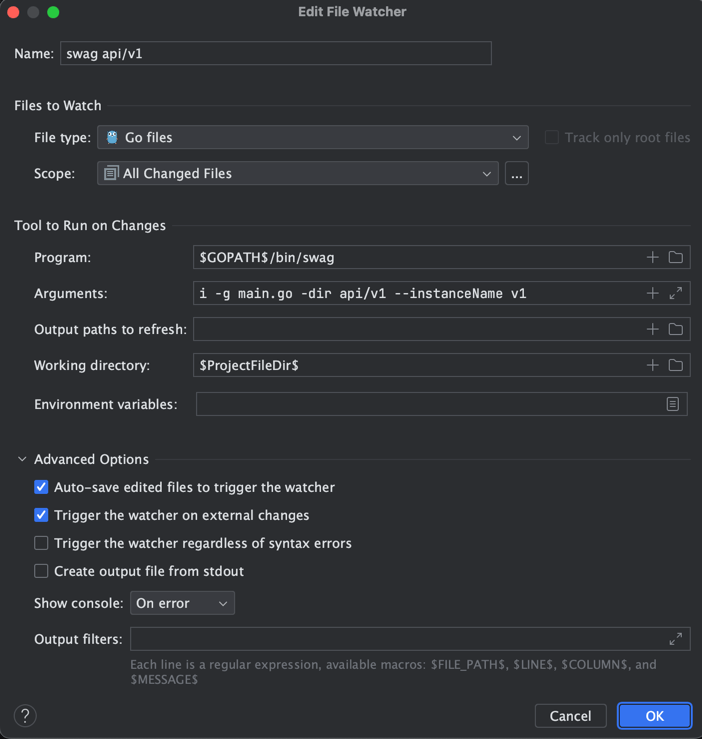 Edit File Watcher
Name: swag api/v1
Files to Watch
File type: Go files Track only root files
Scope: All Changed Files ...
Tool to Run on Changes
Program: $GOPATH$/bin/swag
Arguments: i -g main.go -dir api/v1 --instanceName v1
Output paths to refresh:
Working directory: $ProjectFileDir$
Environment variables:
Advanced Options
Auto-save edited files to trigger the watcher
Trigger the watcher on external changes
Trigger the watcher regardless of syntax errors
Create output file from stdout
Show console: On error
Output filters:
Each line is a regular expression, available macros: $FILE_PATH$, $LINE$, $COLUMN$, and
$MESSAGE$
? Cancel OK